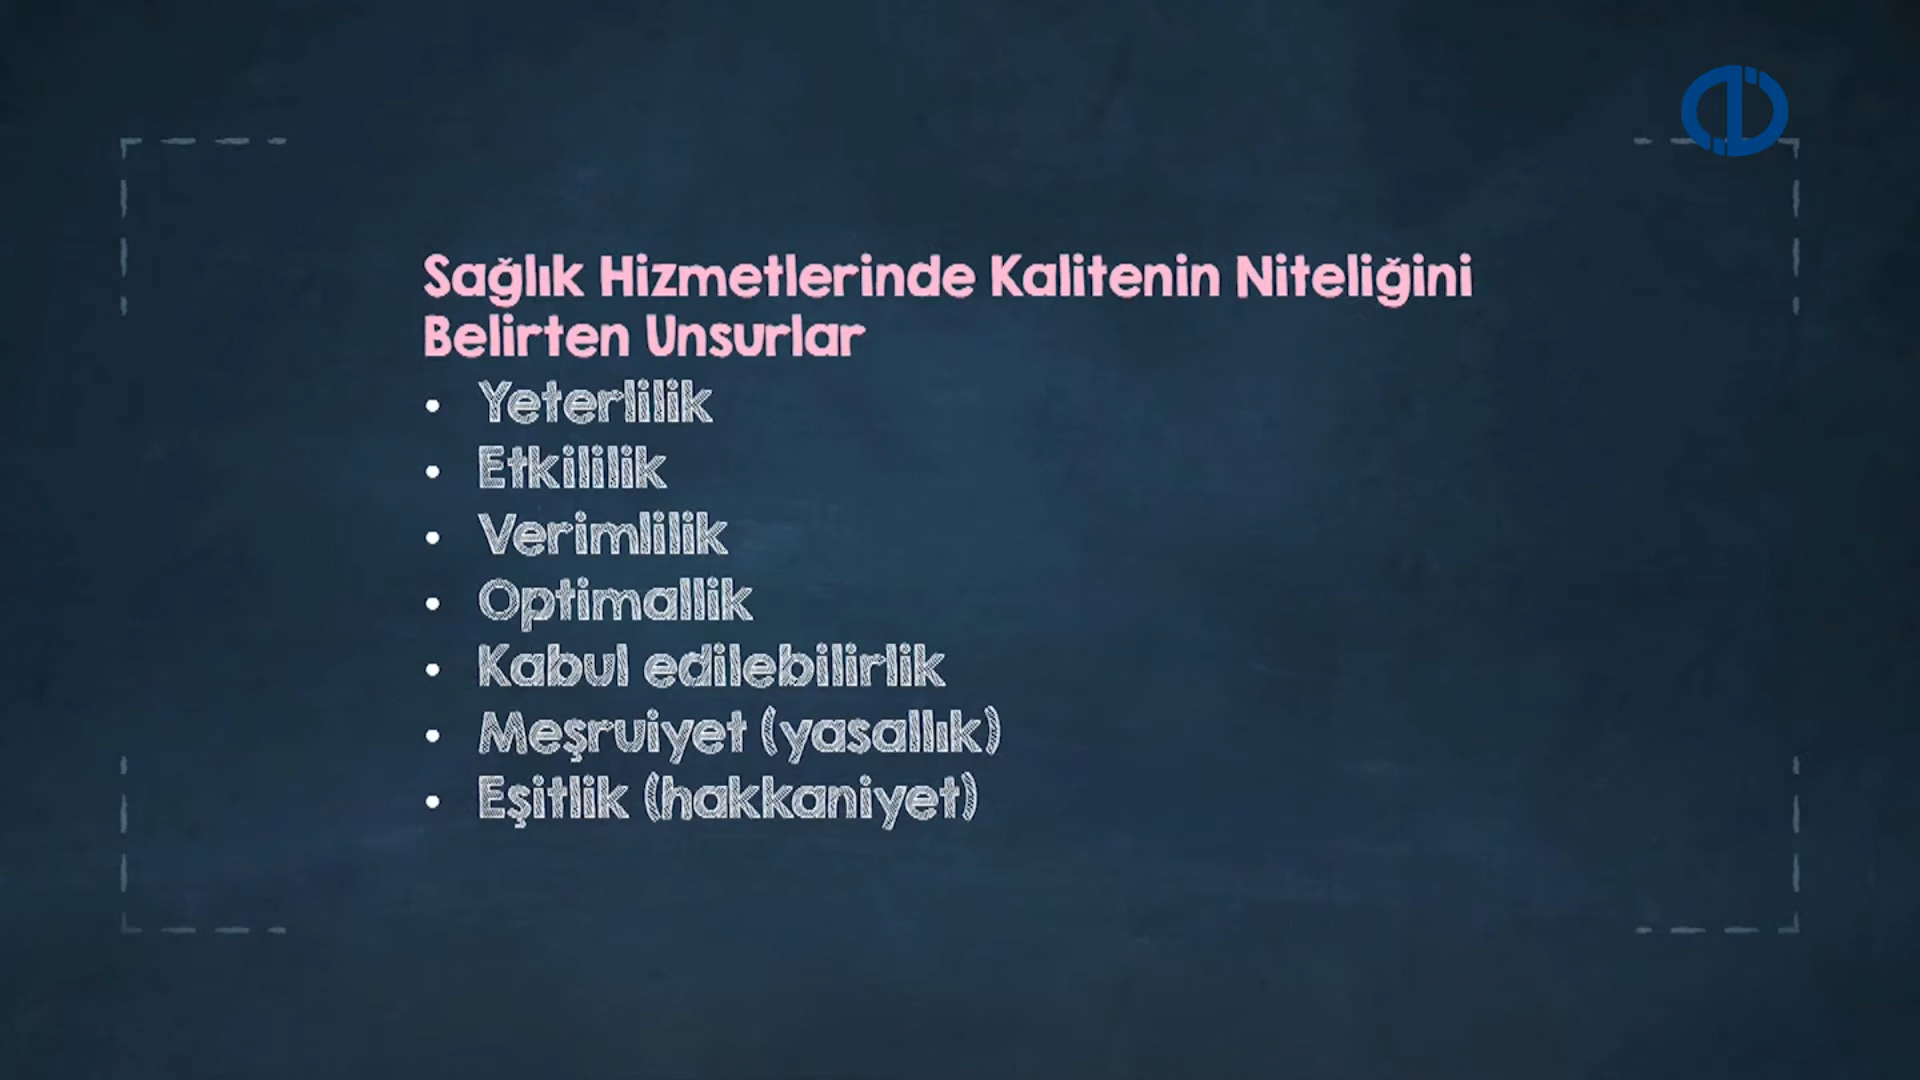 Sağlık Hizmetlerinde Kalitenin Niteliğini
Belirten Unsurlar
• Yeterlilik
• Etkililik
• Verimlilik
• Optimallik
• Kabul edilebilirlik
• Meşruiyet (yasallık)
• Eşitlik (hakkaniyet)